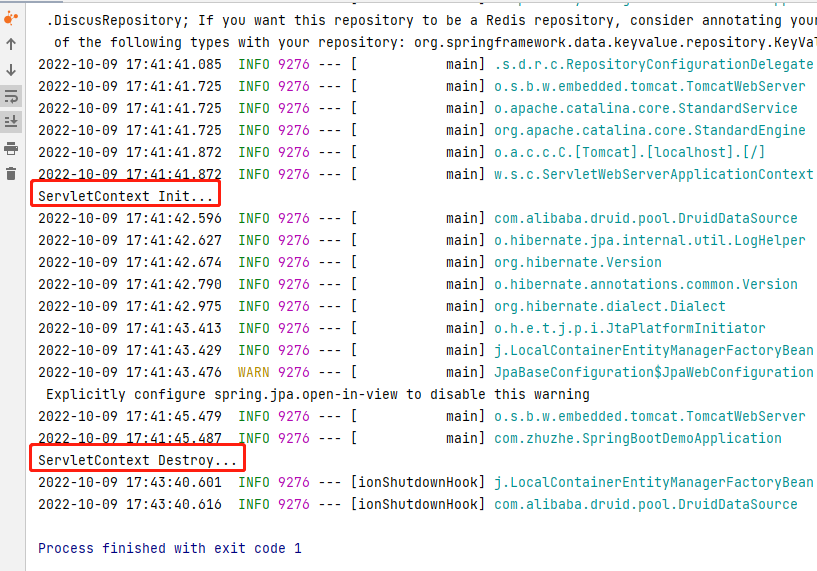 .DiscusRepository; If you want this repository to be a Redis repository, consider annotating your
of the following types with your repository: org.springframework.data.keyvalue.repository.KeyVal
2022-10-09 17:41:41.085  INFO 9276 --- [           main] .s.d.r.c.RepositoryConfigurationDelegate
2022-10-09 17:41:41.725  INFO 9276 --- [           main] o.s.b.w.embedded.tomcat.TomcatWebServer
2022-10-09 17:41:41.725  INFO 9276 --- [           main] o.apache.catalina.core.StandardService
2022-10-09 17:41:41.725  INFO 9276 --- [           main] org.apache.catalina.core.StandardEngine
2022-10-09 17:41:41.872  INFO 9276 --- [           main] o.a.c.c.C.[Tomcat].[localhost].[/]
2022-10-09 17:41:41.872  INFO 9276 --- [           main] w.s.c.ServletWebServerApplicationContext
ServletContext Init...
2022-10-09 17:41:42.596  INFO 9276 --- [           main] com.alibaba.druid.pool.DruidDataSource
2022-10-09 17:41:42.627  INFO 9276 --- [           main] o.hibernate.jpa.internal.util.LogHelper
2022-10-09 17:41:42.674  INFO 9276 --- [           main] org.hibernate.Version
2022-10-09 17:41:42.790  INFO 9276 --- [           main] o.hibernate.annotations.common.Version
2022-10-09 17:41:42.975  INFO 9276 --- [           main] org.hibernate.dialect.Dialect
2022-10-09 17:41:43.413  INFO 9276 --- [           main] o.h.e.t.j.p.i.JtaPlatformInitiator
2022-10-09 17:41:43.429  INFO 9276 --- [           main] j.LocalContainerEntityManagerFactoryBean
2022-10-09 17:41:43.476  WARN 9276 --- [           main] JpaBaseConfiguration$JpaWebConfiguration
Explicitly configure spring.jpa.open-in-view to disable this warning
2022-10-09 17:41:45.479  INFO 9276 --- [           main] o.s.b.w.embedded.tomcat.TomcatWebServer
2022-10-09 17:41:45.487  INFO 9276 --- [           main] com.zhuzhe.SpringBootDemoApplication
ServletContext Destroy...
2022-10-09 17:43:40.601  INFO 9276 --- [ionShutdownHook] j.LocalContainerEntityManagerFactoryBean
2022-10-09 17:43:40.616  INFO 9276 --- [ionShutdownHook] com.alibaba.druid.pool.DruidDataSource
Process finished with exit code 1